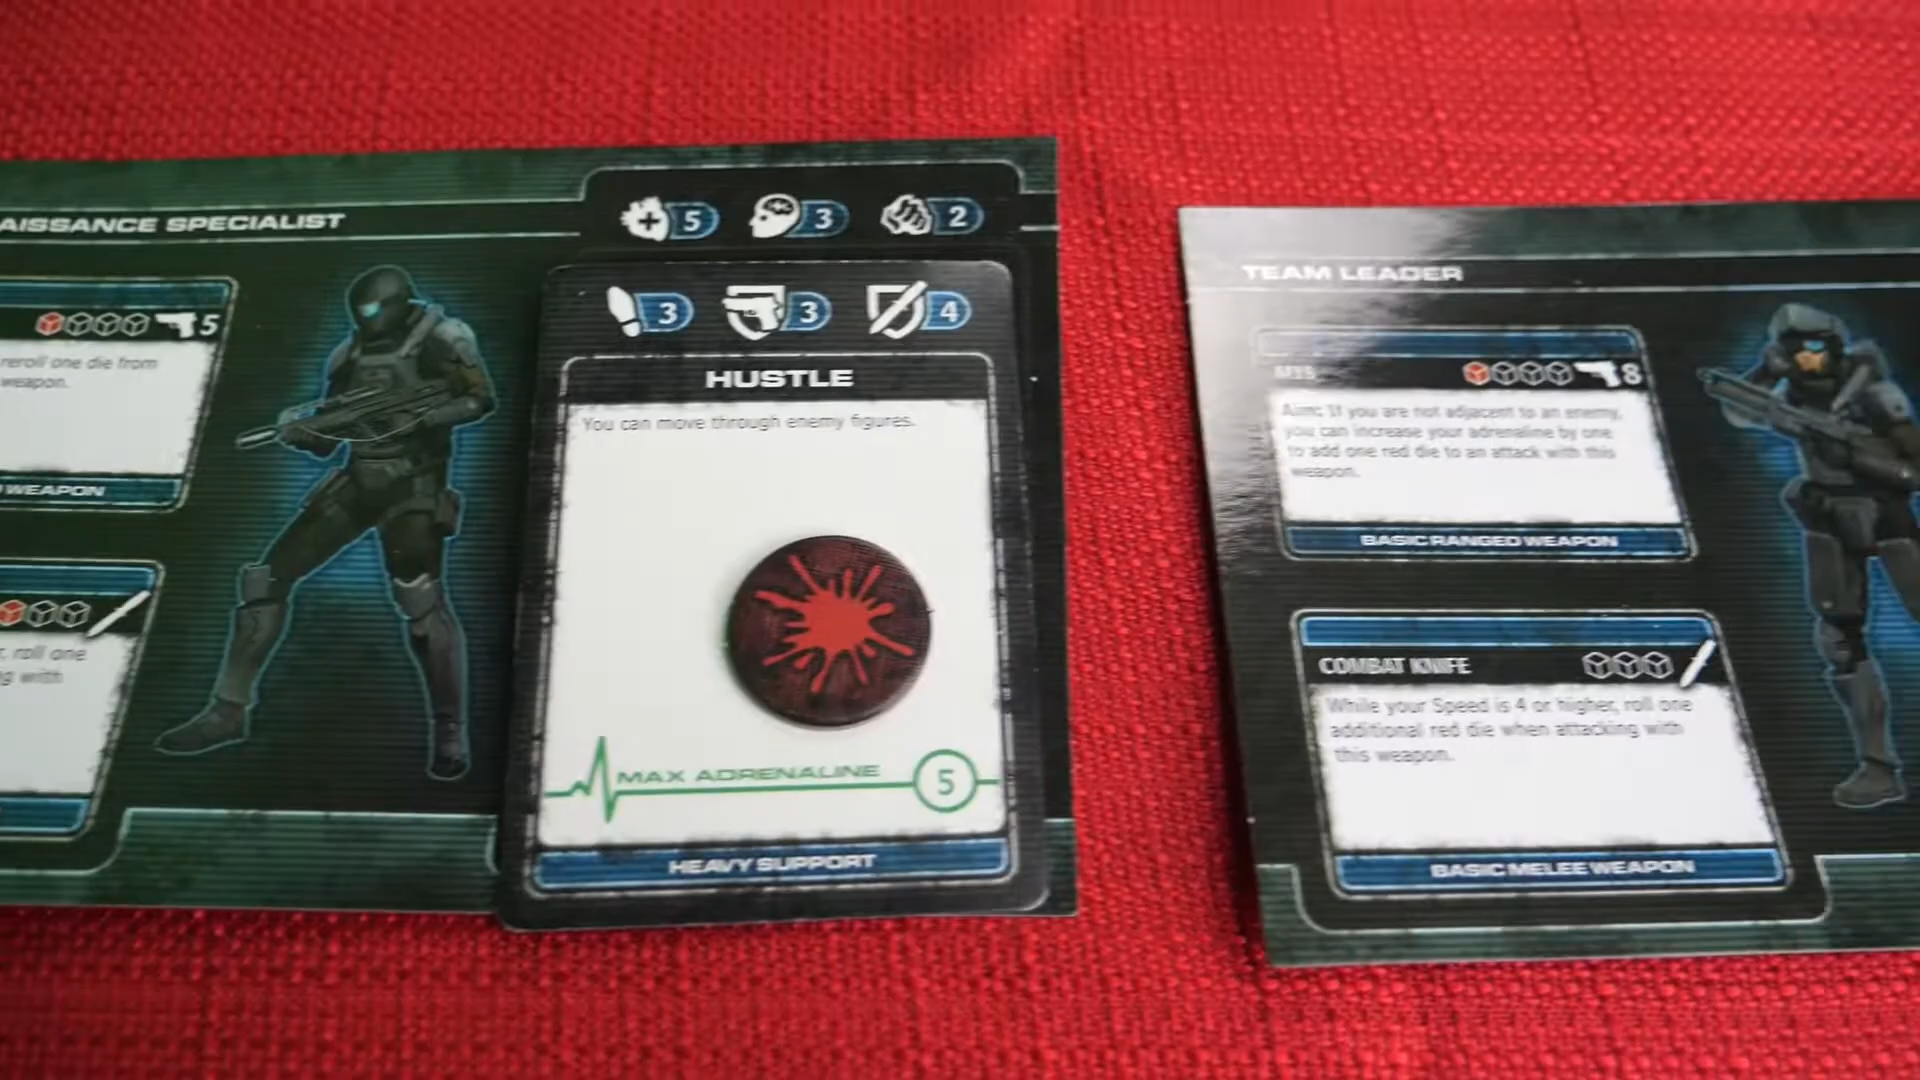 AISSANCE SPECIALIST
5 3 2
5
reroll one die from
weapon.
WEAPON
r, roll one
g with
3 3 4
HUSTLE
You can move through enemy figures.
MAX ADRENALINE 5
HEAVY SUPPORT
TEAM LEADER
8
Aim: If you are not adjacent to an enemy,
you can increase your adrenaline by one
to add one red die to an attack with this
weapon.
BASIC RANGED WEAPON
COMBAT KNIFE
While your Speed is 4 or higher, roll one
additional red die when attacking with
this weapon.
BASIC MELEE WEAPON